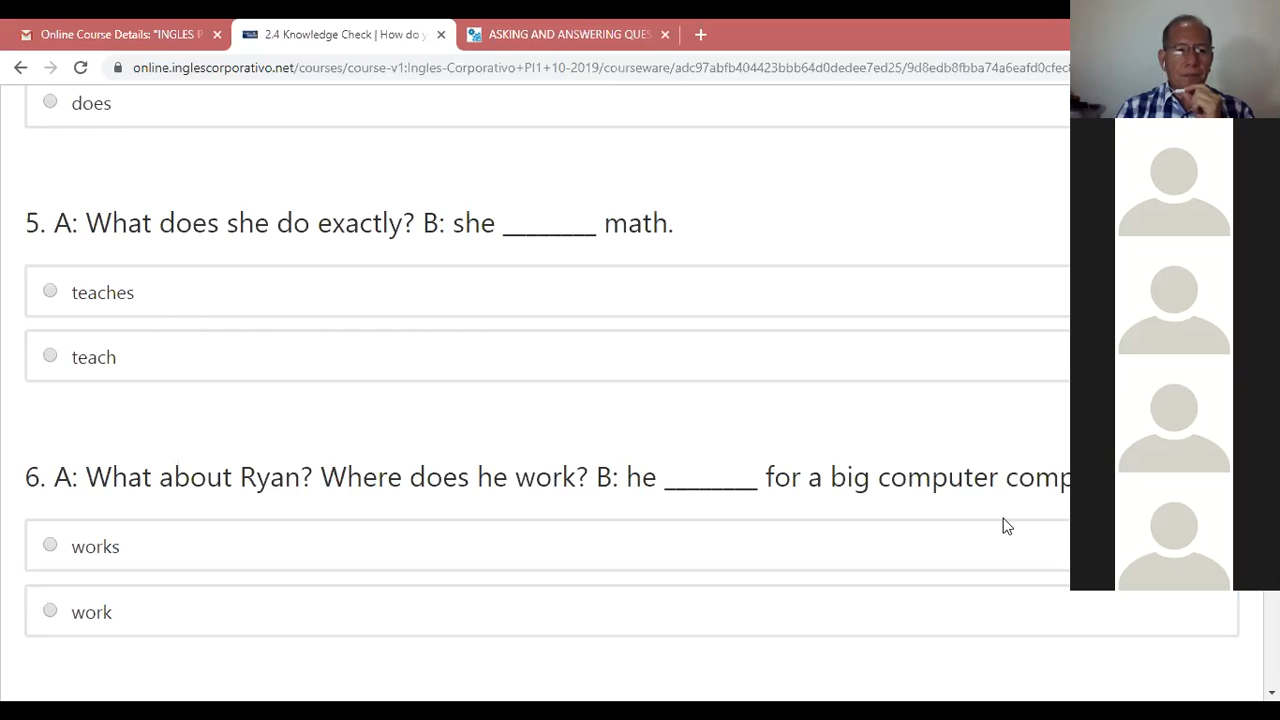 Online Course Details: "INGLES P
2.4 Knowledge Check | How do y
ASKING AND ANSWERING QUES
online.inglescorporativo.net/courses/course-v1:Ingles-Corporativo+PI1+10-2019/courseware/adc97abfb404423bbb64d0dedee7ed25/9d8edb8fbba74a6eafd0cfec8
does
5. A: What does she do exactly? B: she ________ math.
teaches
teach
6. A: What about Ryan? Where does he work? B: he ________ for a big computer comp
works
work